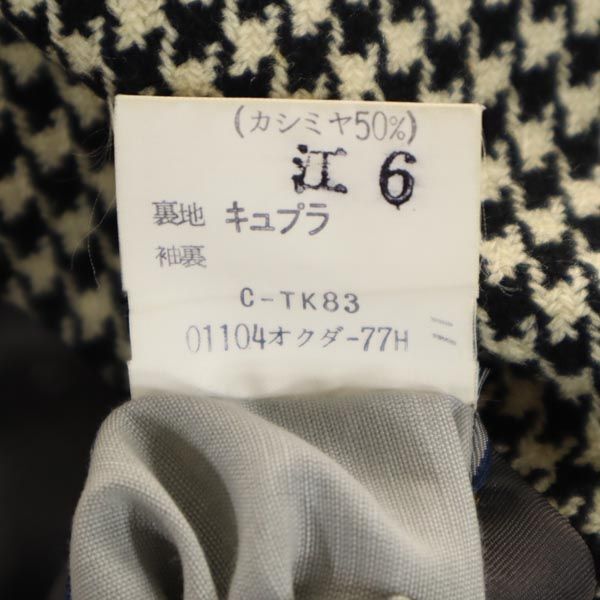 (カシミヤ50%)
江 6
裏地 キュプラ
袖裏
C-TK83
01104オクダ-77H ミ